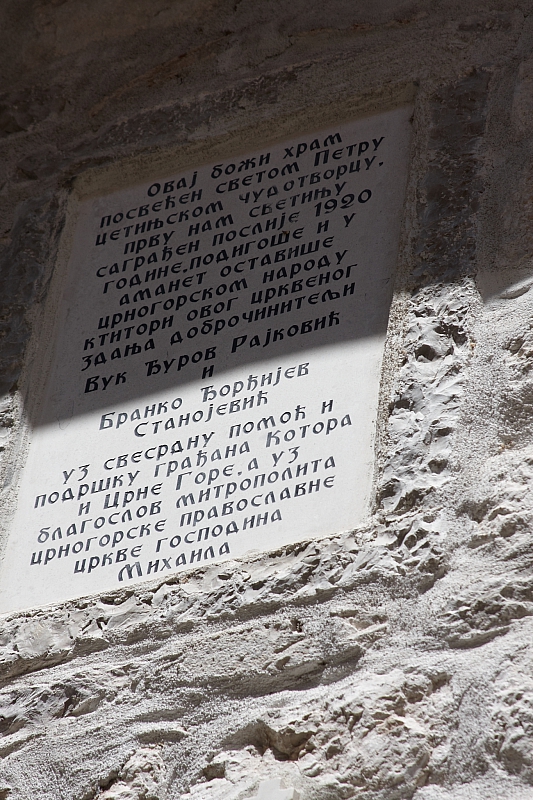 Овај божи храм
посвећен светом Петру
цетињском чудотворцу,
прву нам светињу
саграђен послије 1920
године, подигоше и у
аманет оставише
црногорском народу
ктитори овог црквеног
здања доброчинитељи
Вук Ђуров Рајковић
и
Бранко Ђорђијев
Станојевић
уз свесрдну помоћ и
подршку грађана Котора
и Црне Горе, а уз
благослов митрополита
црногорске православне
цркве господина
Михаила